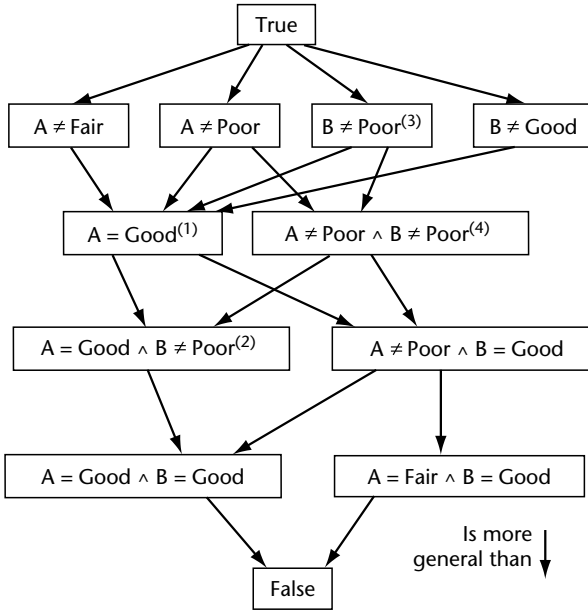 True
A ≠ Fair
A ≠ Poor
B ≠ Poor(3)
B ≠ Good
A = Good(1)
A ≠ Poor ∧ B ≠ Poor(4)
A = Good ∧ B ≠ Poor(2)
A ≠ Poor ∧ B = Good
A = Good ∧ B = Good
A = Fair ∧ B = Good
Is more
general than
False